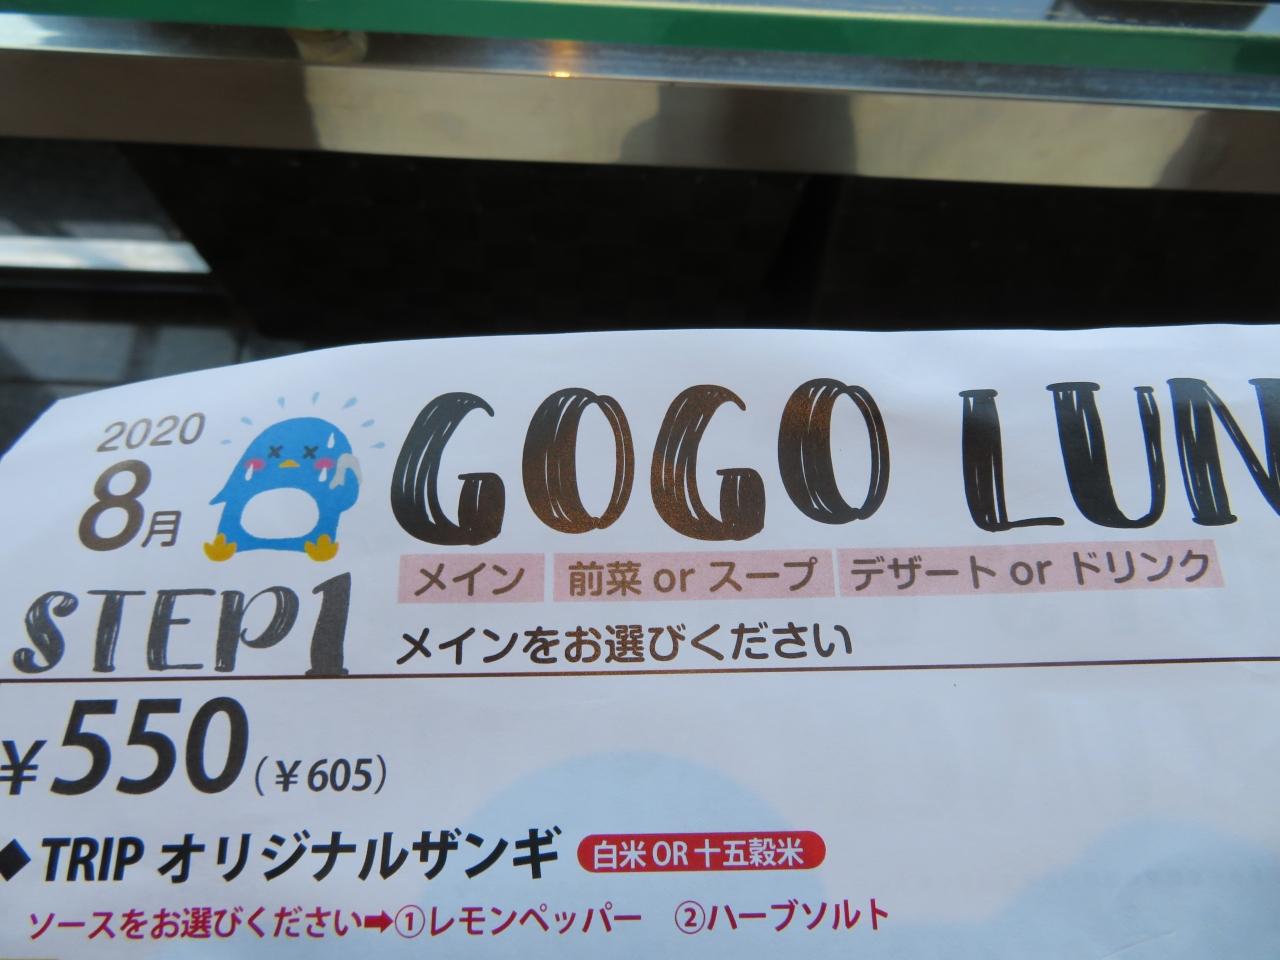 2020
8月
GOGO LUN
メイン 前菜 or スープ デザート or ドリンク
STEP1 メインをお選びください
¥550(¥605)
◆TRIP オリジナルザンギ 白米 OR 十五穀米
ソースをお選びください➡①レモンペッパー ②ハーブソルト